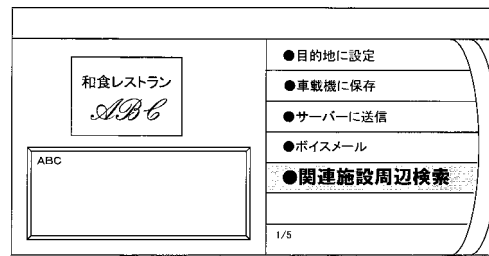 和食レストラン
ABC
ABC
●目的地に設定
●車載機に保存
●サーバーに送信
●ボイスメール
●関連施設周辺検索
1/5